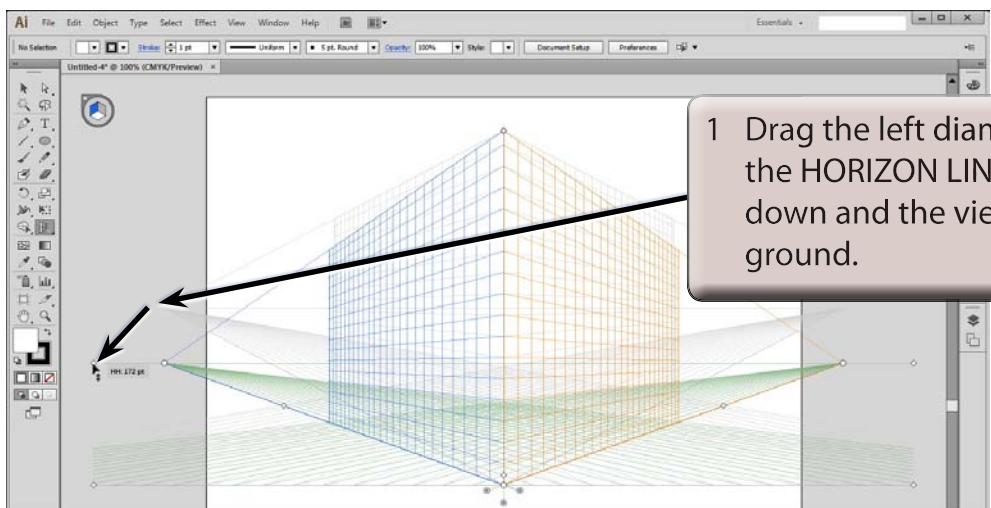 Ai File Edit Object Type Select Effect View Window Help Br Essentials
No Selection Stroke: 1 pt Uniform 5 pt. Round Opacity: 100% Style: Document Setup Preferences
Untitled-4* @ 100% (CMYK/Preview) ×
1 Drag the left diam
the HORIZON LIN
down and the vie
ground.
HH: 172 pt